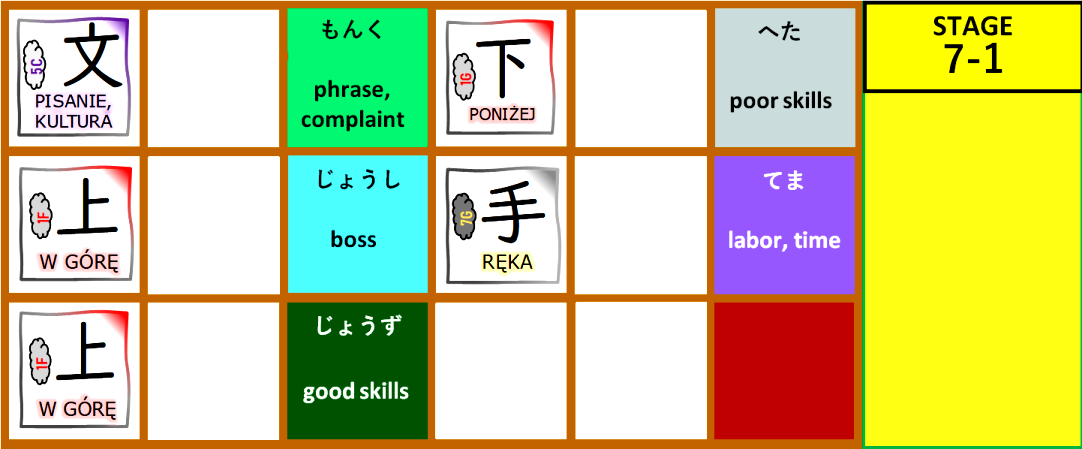 5C
文
PISANIE,
KULTURA
もんく
phrase,
complaint
1G
下
PONIŻEJ
へた
poor skills
STAGE
7-1
1F
上
W GÓRĘ
じょうし
boss
7G
手
RĘKA
てま
labor, time
1F
上
W GÓRĘ
じょうず
good skills